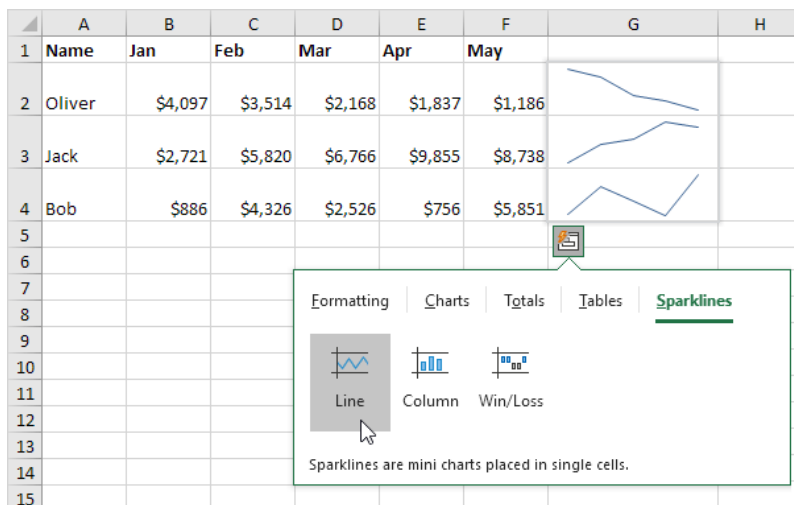 A B C D E F G H
1 Name Jan Feb Mar Apr May
2 Oliver $4,097 $3,514 $2,168 $1,837 $1,186
3 Jack $2,721 $5,820 $6,766 $9,855 $8,738
4 Bob $886 $4,326 $2,526 $756 $5,851
5
6
7
Formatting Charts Totals Tables Sparklines
8
9
10
11
Line Column Win/Loss
12
13
Sparklines are mini charts placed in single cells.
14
15